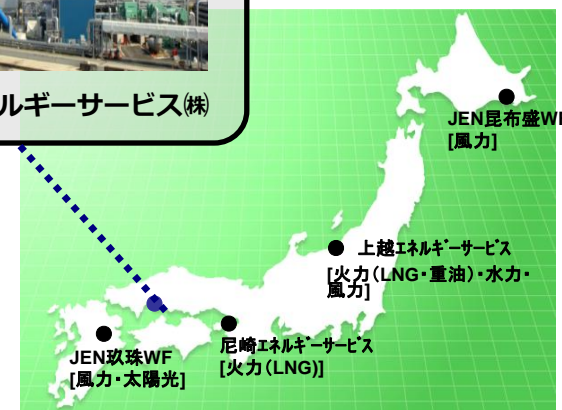 ルギーサービス㈱
JEN昆布盛WF
[風力]
上越エネルギーサービス
[火力(LNG・重油)・水力・
風力]
尼崎エネルギーサービス
[火力(LNG)]
JEN玖珠WF
[風力・太陽光]